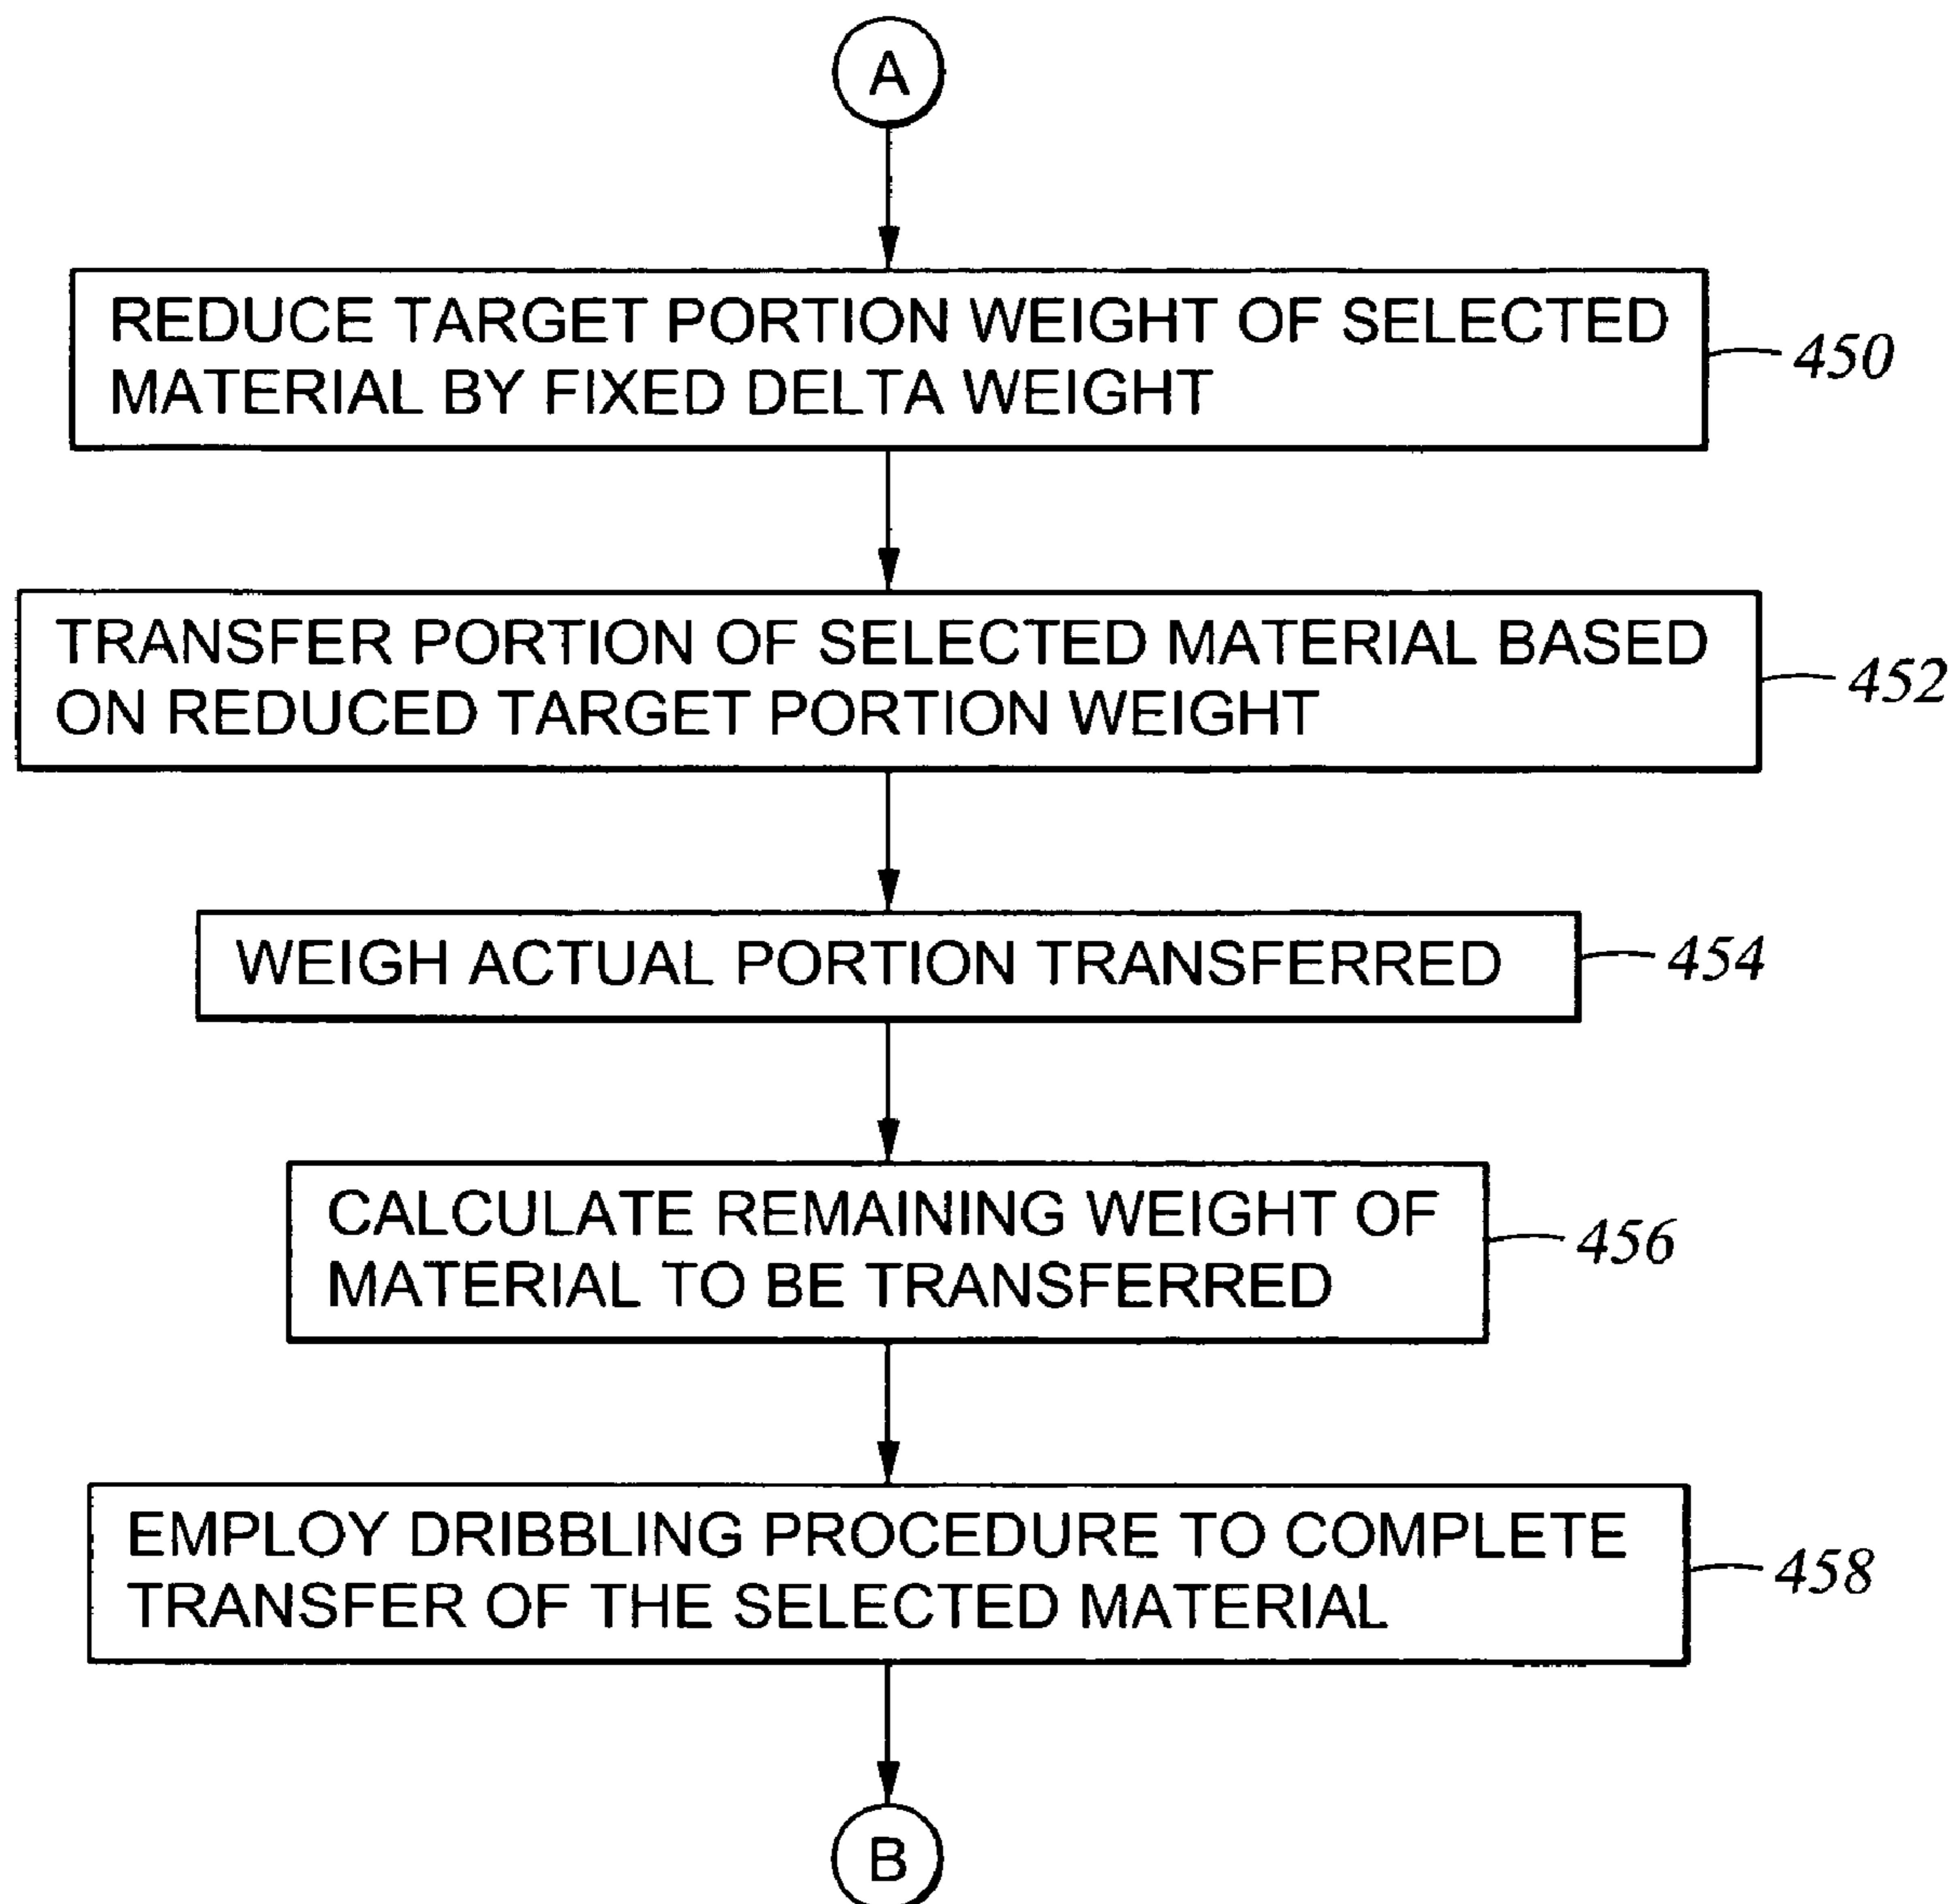 A
REDUCE TARGET PORTION WEIGHT OF SELECTED
MATERIAL BY FIXED DELTA WEIGHT
450
TRANSFER PORTION OF SELECTED MATERIAL BASED
ON REDUCED TARGET PORTION WEIGHT
452
WEIGH ACTUAL PORTION TRANSFERRED
454
CALCULATE REMAINING WEIGHT OF
MATERIAL TO BE TRANSFERRED
456
EMPLOY DRIBBLING PROCEDURE TO COMPLETE
TRANSFER OF THE SELECTED MATERIAL
458
B